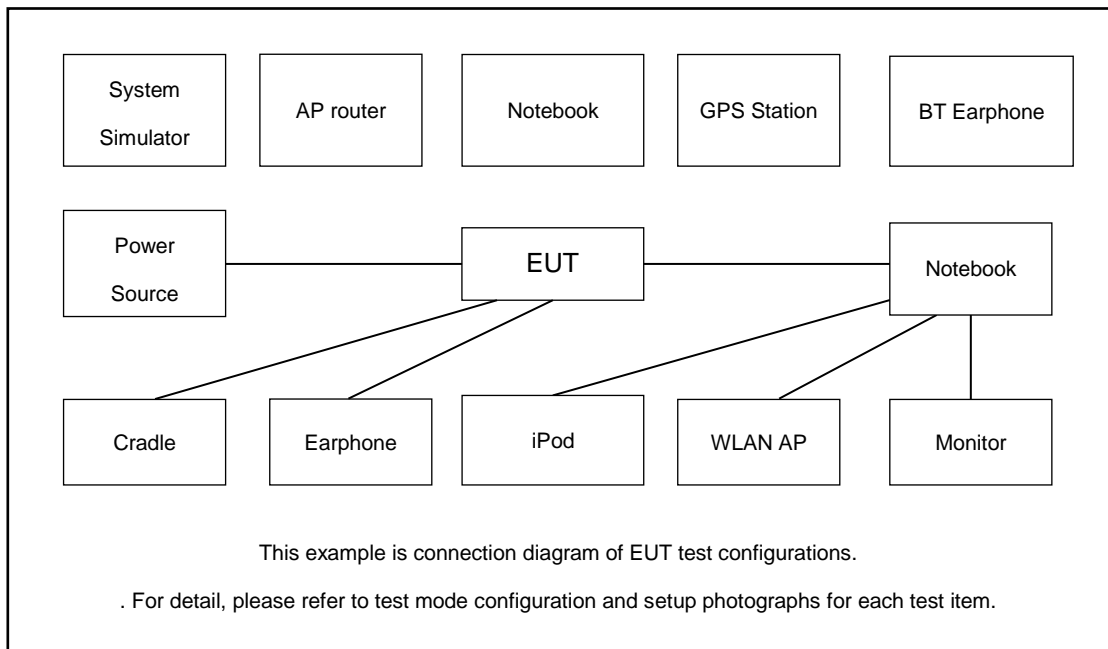 System
Simulator
AP router
Notebook
GPS Station
BT Earphone
Power
Source
EUT
Notebook
Cradle
Earphone
iPod
WLAN AP
Monitor
This example is connection diagram of EUT test configurations.
. For detail, please refer to test mode configuration and setup photographs for each test item.